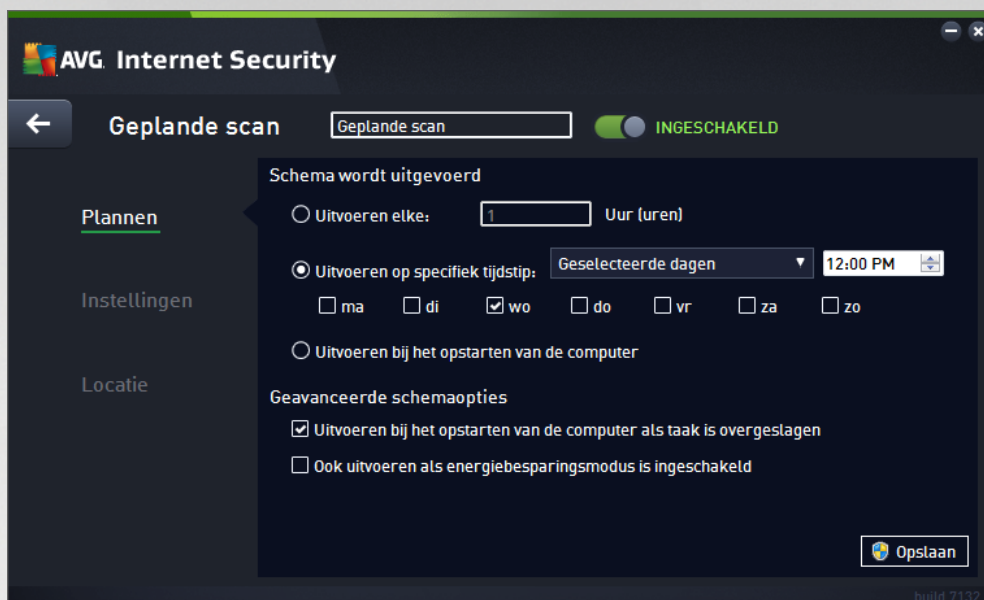 AVG. Internet Security
Geplande scan
Geplande scan
INGESCHAKELD
Plannen
Instellingen
Locatie
Schema wordt uitgevoerd
Uitvoeren elke:
1
Uur (uren)
Uitvoeren op specifiek tijdstip:
Geselecteerde dagen
12:00 PM
ma di wo do vr za zo
Uitvoeren bij het opstarten van de computer
Geavanceerde schemaopties
Uitvoeren bij het opstarten van de computer als taak is overgeslagen
Ook uitvoeren als energiebesparingsmodus is ingeschakeld
Opslaan
build 7132